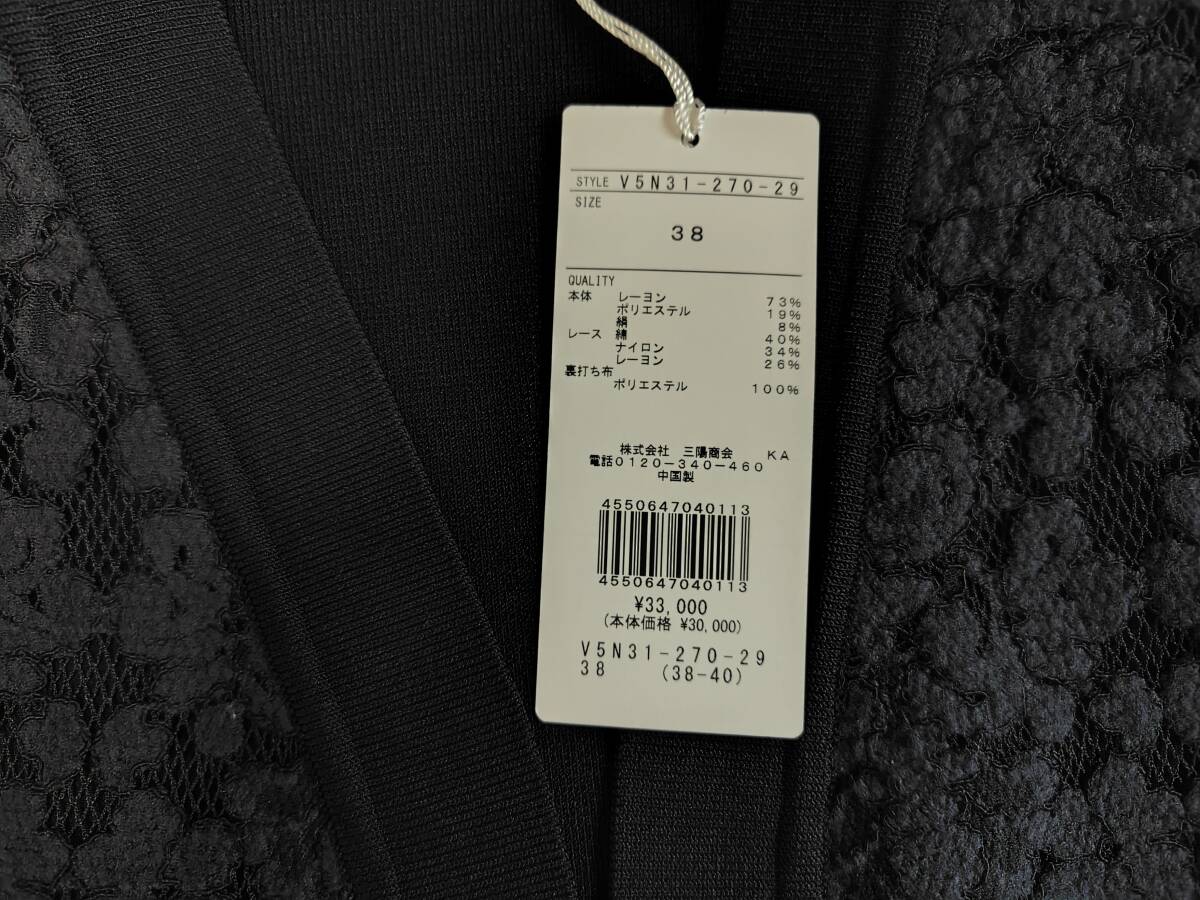 STYLE V5N31-270-29
SIZE
38
QUALITY
本体 レーヨン 73%
ポリエステル 19%
絹 8%
レース 綿 40%
ナイロン 34%
レーヨン 26%
裏打ち布
ポリエステル 100%
株式会社 三陽商会 KA
電話0120-340-460
中国製
4550647040113
4550647040113
¥33,000
(本体価格 ¥30,000)
V5N31-270-29
38 (38-40)